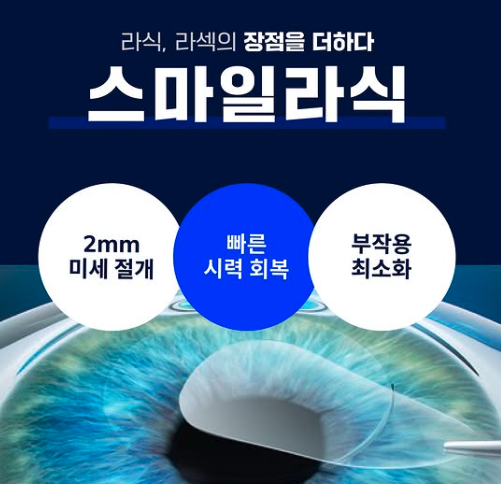 라식, 라섹의 장점을 더하다
스마일라식
2mm
미세 절개
빠른
시력 회복
부작용
최소화